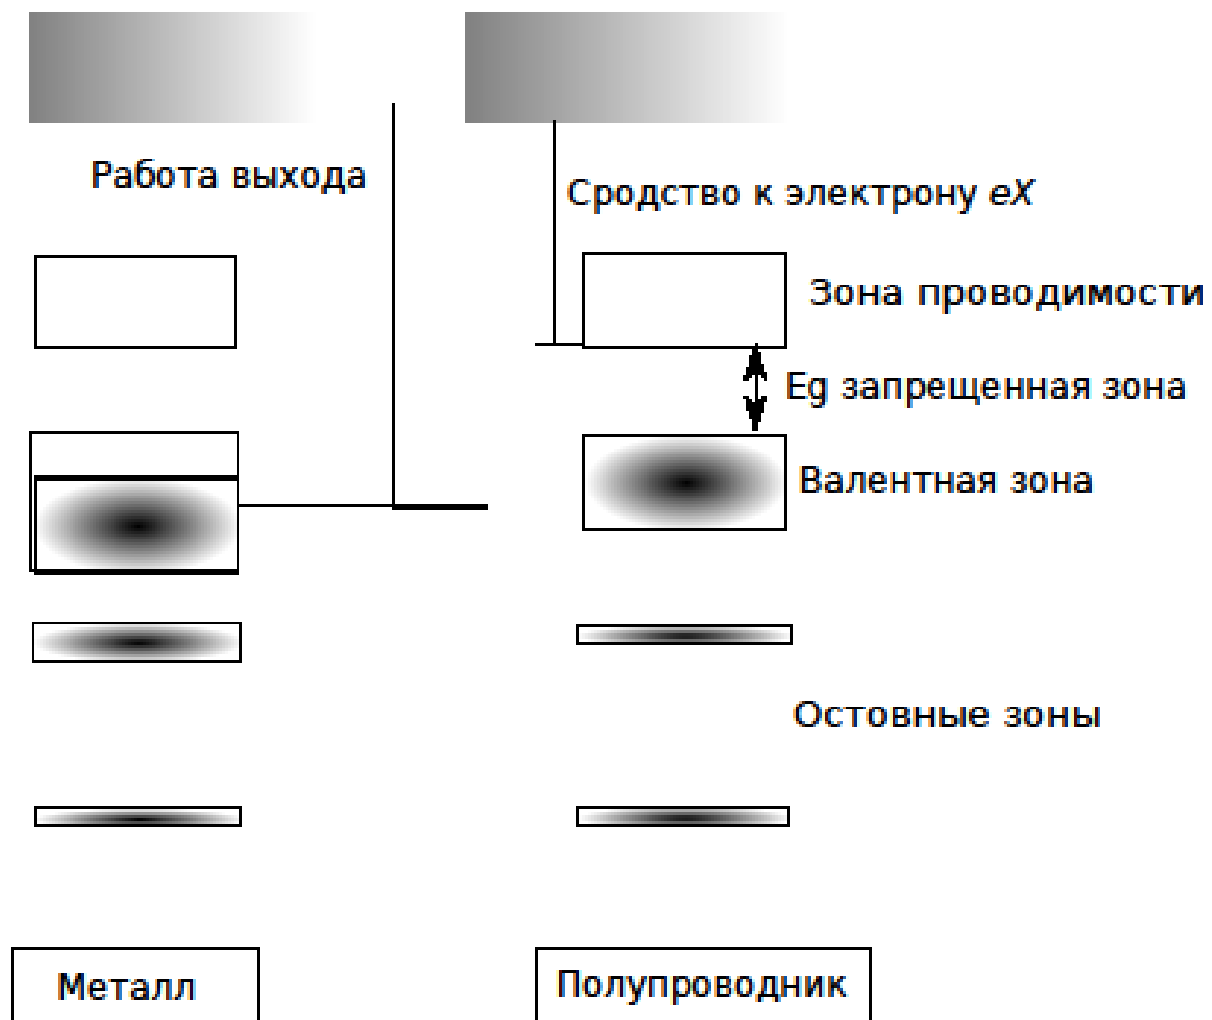 Работа выхода
Сродство к электрону eX
Зона проводимости
Eg запрещенная зона
Валентная зона
Остовные зоны
Металл
Полупроводник